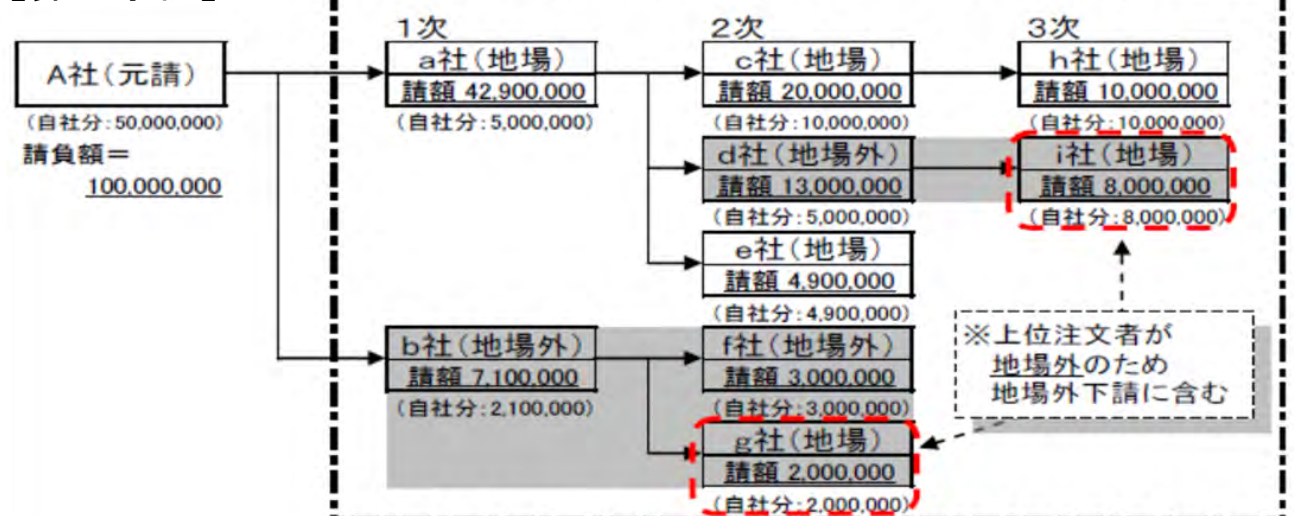 1次
2次
3次
A社(元請)
(自社分:50,000,000)
請負額=
100,000,000
a社(地場)
請額 42,900,000
(自社分:5,000,000)
c社(地場)
請額 20,000,000
(自社分:10,000,000)
h社(地場)
請額 10,000,000
(自社分:10,000,000)
d社(地場外)
請額 13,000,000
(自社分:5,000,000)
i社(地場)
請額 8,000,000
(自社分:8,000,000)
e社(地場)
請額 4,900,000
(自社分:4,900,000)
b社(地場外)
請額 7,100,000
(自社分:2,100,000)
f社(地場外)
請額 3,000,000
(自社分:3,000,000)
g社(地場)
請額 2,000,000
(自社分:2,000,000)
※上位注文者が
地場外のため
地場外下請に含む